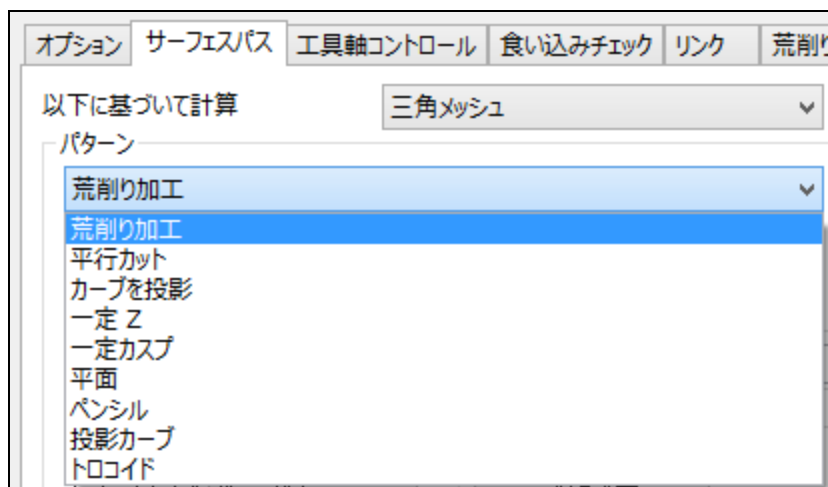 オプション サーフェスパス 工具軸コントロール 食い込みチェック リンク 荒削り
以下に基づいて計算 三角メッシュ
パターン
荒削り加工
荒削り加工
平行カット
カーブを投影
一定 Z
一定カスプ
平面
ペンシル
投影カーブ
トロコイド